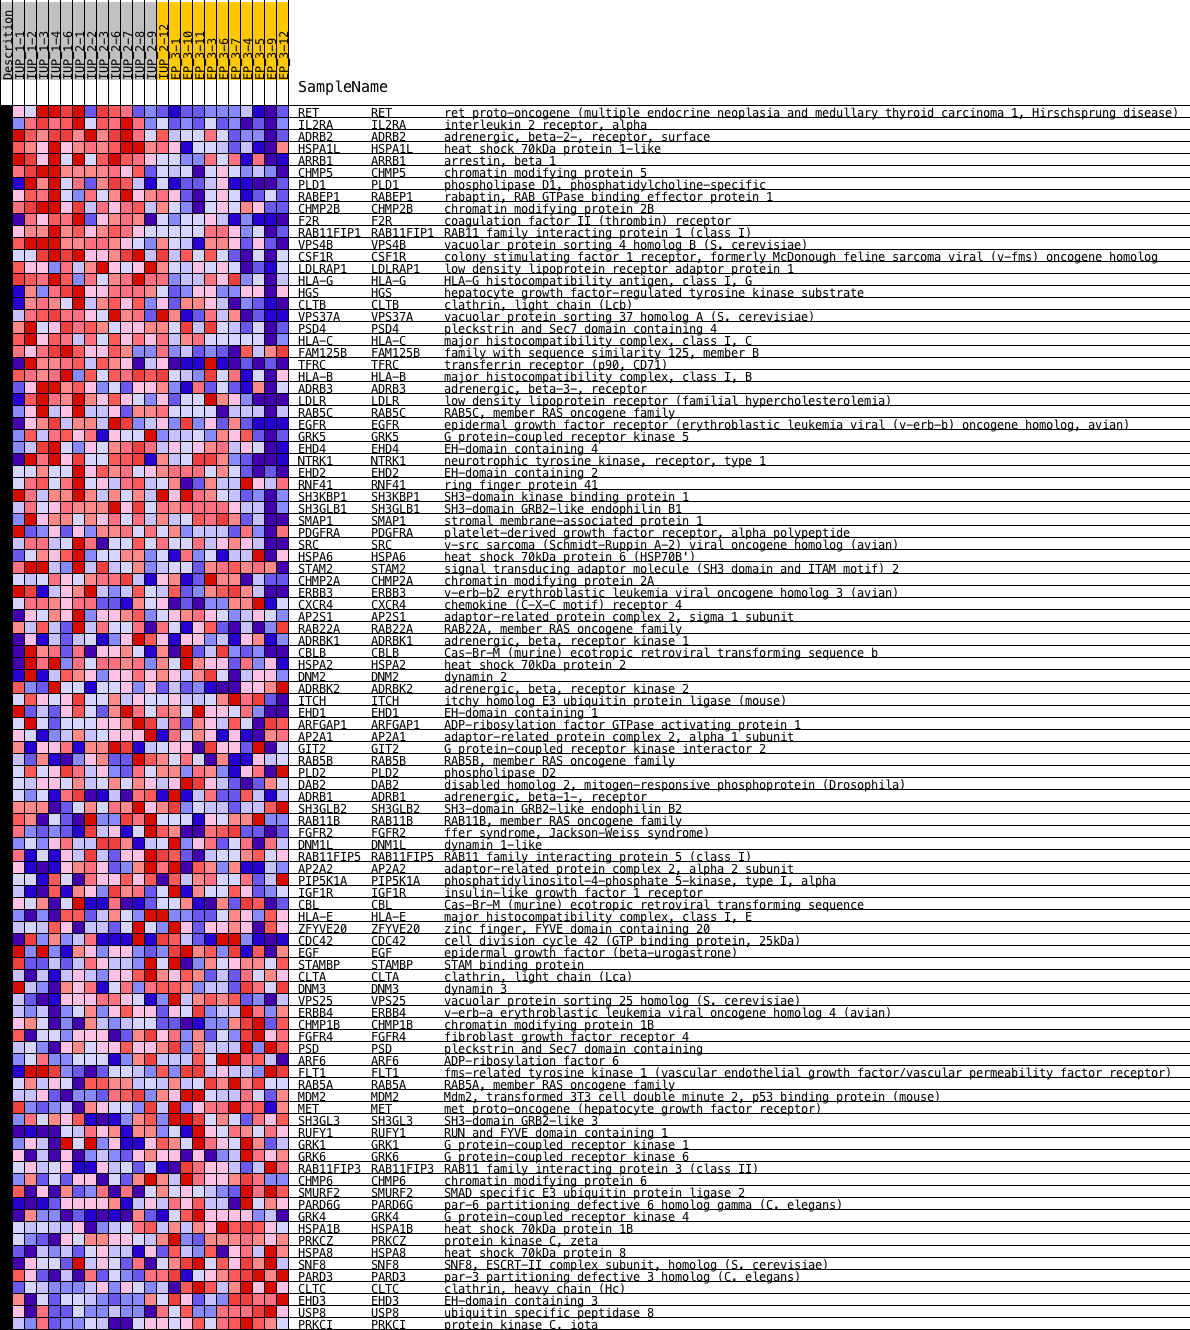 Descrition
IUP_1-1
IUP_1-2
IUP_1-3
IUP_1-4
IUP_1-6
IUP_2-1
IUP_2-2
IUP_2-3
IUP_2-6
IUP_2-7
IUP_2-8
IUP_2-9
IUP_2-12
EP_3-1
EP_3-10
EP_3-11
EP_3-3
EP_3-6
EP_3-7
EP_3-4
EP_3-5
EP_3-9
EP_3-12
SampleName
RET RET ret proto-oncogene (multiple endocrine neoplasia and medullary thyroid carcinoma 1, Hirschsprung disease)
IL2RA IL2RA interleukin 2 receptor, alpha
ADRB2 ADRB2 adrenergic, beta-2-, receptor, surface
HSPA1L HSPA1L heat shock 70kDa protein 1-like
ARRB1 ARRB1 arrestin, beta 1
CHMP5 CHMP5 chromatin modifying protein 5
PLD1 PLD1 phospholipase D1, phosphatidylcholine-specific
RABEP1 RABEP1 rabaptin, RAB GTPase binding effector protein 1
CHMP2B CHMP2B chromatin modifying protein 2B
F2R F2R coagulation factor II (thrombin) receptor
RAB11FIP1 RAB11FIP1 RAB11 family interacting protein 1 (class I)
VPS4B VPS4B vacuolar protein sorting 4 homolog B (S. cerevisiae)
CSF1R CSF1R colony stimulating factor 1 receptor, formerly McDonough feline sarcoma viral (v-fms) oncogene homolog
LDLRAP1 LDLRAP1 low density lipoprotein receptor adaptor protein 1
HLA-G HLA-G HLA-G histocompatibility antigen, class I, G
HGS HGS hepatocyte growth factor-regulated tyrosine kinase substrate
CLTB CLTB clathrin, light chain (Lcb)
VPS37A VPS37A vacuolar protein sorting 37 homolog A (S. cerevisiae)
PSD4 PSD4 pleckstrin and Sec7 domain containing 4
HLA-C HLA-C major histocompatibility complex, class I, C
FAM125B FAM125B family with sequence similarity 125, member B
TFRC TFRC transferrin receptor (p90, CD71)
HLA-B HLA-B major histocompatibility complex, class I, B
ADRB3 ADRB3 adrenergic, beta-3-, receptor
LDLR LDLR low density lipoprotein receptor (familial hypercholesterolemia)
RAB5C RAB5C RAB5C, member RAS oncogene family
EGFR EGFR epidermal growth factor receptor (erythroblastic leukemia viral (v-erb-b) oncogene homolog, avian)
GRK5 GRK5 G protein-coupled receptor kinase 5
EHD4 EHD4 EH-domain containing 4
NTRK1 NTRK1 neurotrophic tyrosine kinase, receptor, type 1
EHD2 EHD2 EH-domain containing 2
RNF41 RNF41 ring finger protein 41
SH3KBP1 SH3KBP1 SH3-domain kinase binding protein 1
SH3GLB1 SH3GLB1 SH3-domain GRB2-like endophilin B1
SMAP1 SMAP1 stromal membrane-associated protein 1
PDGFRA PDGFRA platelet-derived growth factor receptor, alpha polypeptide
SRC SRC v-src sarcoma (Schmidt-Ruppin A-2) viral oncogene homolog (avian)
HSPA6 HSPA6 heat shock 70kDa protein 6 (HSP70B')
STAM2 STAM2 signal transducing adaptor molecule (SH3 domain and ITAM motif) 2
CHMP2A CHMP2A chromatin modifying protein 2A
ERBB3 ERBB3 v-erb-b2 erythroblastic leukemia viral oncogene homolog 3 (avian)
CXCR4 CXCR4 chemokine (C-X-C motif) receptor 4
AP2S1 AP2S1 adaptor-related protein complex 2, sigma 1 subunit
RAB22A RAB22A RAB22A, member RAS oncogene family
ADRBK1 ADRBK1 adrenergic, beta, receptor kinase 1
CBLB CBLB Cas-Br-M (murine) ecotropic retroviral transforming sequence b
HSPA2 HSPA2 heat shock 70kDa protein 2
DNM2 DNM2 dynamin 2
ADRBK2 ADRBK2 adrenergic, beta, receptor kinase 2
ITCH ITCH itchy homolog E3 ubiquitin protein ligase (mouse)
EHD1 EHD1 EH-domain containing 1
ARFGAP1 ARFGAP1 ADP-ribosylation factor GTPase activating protein 1
AP2A1 AP2A1 adaptor-related protein complex 2, alpha 1 subunit
GIT2 GIT2 G protein-coupled receptor kinase interactor 2
RAB5B RAB5B RAB5B, member RAS oncogene family
PLD2 PLD2 phospholipase D2
DAB2 DAB2 disabled homolog 2, mitogen-responsive phosphoprotein (Drosophila)
ADRB1 ADRB1 adrenergic, beta-1-, receptor
SH3GLB2 SH3GLB2 SH3-domain GRB2-like endophilin B2
RAB11B RAB11B RAB11B, member RAS oncogene family
FGFR2 FGFR2 ffer syndrome, Jackson-Weiss syndrome)
DNM1L DNM1L dynamin 1-like
RAB11FIP5 RAB11FIP5 RAB11 family interacting protein 5 (class I)
AP2A2 AP2A2 adaptor-related protein complex 2, alpha 2 subunit
PIP5K1A PIP5K1A phosphatidylinositol-4-phosphate 5-kinase, type I, alpha
IGF1R IGF1R insulin-like growth factor 1 receptor
CBL CBL Cas-Br-M (murine) ecotropic retroviral transforming sequence
HLA-E HLA-E major histocompatibility complex, class I, E
ZFYVE20 ZFYVE20 zinc finger, FYVE domain containing 20
CDC42 CDC42 cell division cycle 42 (GTP binding protein, 25kDa)
EGF EGF epidermal growth factor (beta-urogastrone)
STAMBP STAMBP STAM binding protein
CLTA CLTA clathrin, light chain (Lca)
DNM3 DNM3 dynamin 3
VPS25 VPS25 vacuolar protein sorting 25 homolog (S. cerevisiae)
ERBB4 ERBB4 v-erb-a erythroblastic leukemia viral oncogene homolog 4 (avian)
CHMP1B CHMP1B chromatin modifying protein 1B
FGFR4 FGFR4 fibroblast growth factor receptor 4
PSD PSD pleckstrin and Sec7 domain containing
ARF6 ARF6 ADP-ribosylation factor 6
FLT1 FLT1 fms-related tyrosine kinase 1 (vascular endothelial growth factor/vascular permeability factor receptor)
RAB5A RAB5A RAB5A, member RAS oncogene family
MDM2 MDM2 Mdm2, transformed 3T3 cell double minute 2, p53 binding protein (mouse)
MET MET met proto-oncogene (hepatocyte growth factor receptor)
SH3GL3 SH3GL3 SH3-domain GRB2-like 3
RUFY1 RUFY1 RUN and FYVE domain containing 1
GRK1 GRK1 G protein-coupled receptor kinase 1
GRK6 GRK6 G protein-coupled receptor kinase 6
RAB11FIP3 RAB11FIP3 RAB11 family interacting protein 3 (class II)
CHMP6 CHMP6 chromatin modifying protein 6
SMURF2 SMURF2 SMAD specific E3 ubiquitin protein ligase 2
PARD6G PARD6G par-6 partitioning defective 6 homolog gamma (C. elegans)
GRK4 GRK4 G protein-coupled receptor kinase 4
HSPA1B HSPA1B heat shock 70kDa protein 1B
PRKCZ PRKCZ protein kinase C, zeta
HSPA8 HSPA8 heat shock 70kDa protein 8
SNF8 SNF8 SNF8, ESCRT-II complex subunit, homolog (S. cerevisiae)
PARD3 PARD3 par-3 partitioning defective 3 homolog (C. elegans)
CLTC CLTC clathrin, heavy chain (Hc)
EHD3 EHD3 EH-domain containing 3
USP8 USP8 ubiquitin specific peptidase 8
PRKCI PRKCI protein kinase C, iota